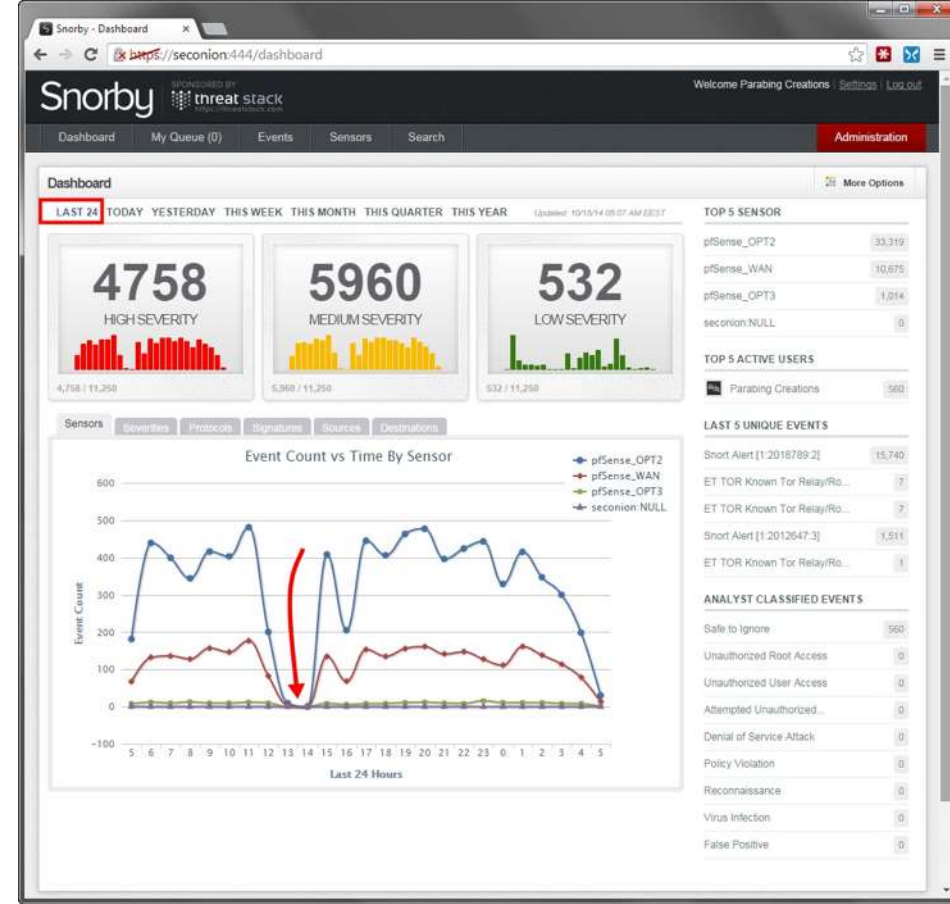 Snorby - Dashboard
https://seconion:444/dashboard
Snorby
SPONSORED BY
threat stack
Welcome Parabing Creations Settings Log out
Dashboard My Queue (0) Events Sensors Search Administration
Dashboard More Options
LAST 24 TODAY YESTERDAY THIS WEEK THIS MONTH THIS QUARTER THIS YEAR
4758
HIGH SEVERITY
4,758 / 11,250
5960
MEDIUM SEVERITY
5,960 / 11,250
532
LOW SEVERITY
532 / 11,250
Sensors Severities Protocols Signatures Sources Destinations
Event Count vs Time By Sensor
pfSense_OPT2
pfSense_WAN
pfSense_OPT3
seconion:NULL
600
500
400
300
200
100
0
-100
Event Count
5 6 7 8 9 10 11 12 13 14 15 16 17 18 19 20 21 22 23 0 1 2 3 4 5
Last 24 Hours
TOP 5 SENSOR
pfSense_OPT2 33,319
pfSense_WAN 10,675
pfSense_OPT3 1,014
seconion:NULL 0
TOP 5 ACTIVE USERS
Parabing Creations 560
LAST 5 UNIQUE EVENTS
Snort Alert [1:2018789:2] 15,740
ET TOR Known Tor Relay/Ro... 7
ET TOR Known Tor Relay/Ro... 7
Snort Alert [1:2012647:3] 1,511
ET TOR Known Tor Relay/Ro... 1
ANALYST CLASSIFIED EVENTS
Safe to Ignore 560
Unauthorized Root Access 0
Unauthorized User Access 0
Attempted Unauthorized... 0
Denial of Service Attack 0
Policy Violation 0
Reconnaissance 0
Virus Infection 0
False Positive 0